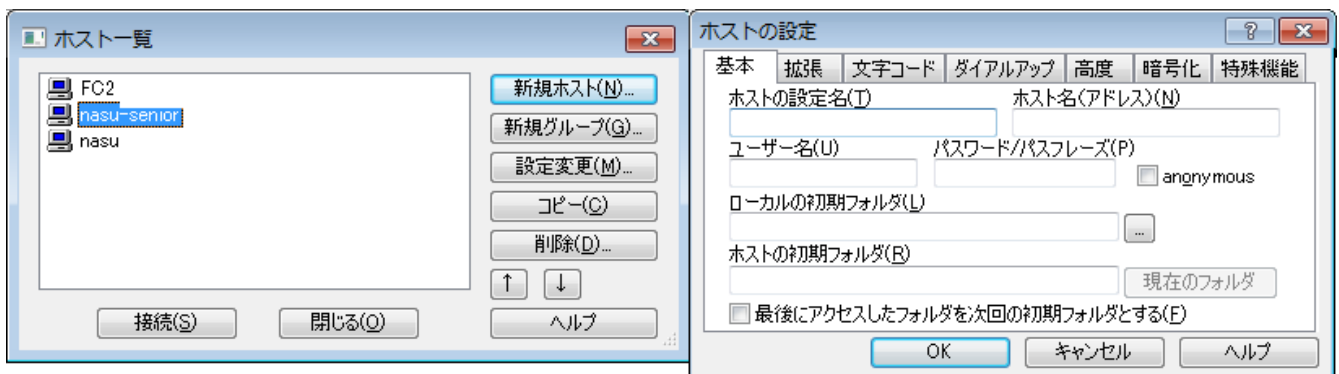 ホスト一覧
FC2
nasu-senior
nasu
新規ホスト(N)...
新規グループ(G)...
設定変更(M)...
コピー(C)
削除(D)...
↑ ↓
接続(S) 閉じる(O) ヘルプ
ホストの設定 ?
基本 拡張 文字コード ダイアルアップ 高度 暗号化 特殊機能
ホストの設定名(T) ホスト名(アドレス)(N)
ユーザー名(U) パスワード/パスフレーズ(P)
anonymous
ローカルの初期フォルダ(L)
...
ホストの初期フォルダ(R)
現在のフォルダ
最後にアクセスしたフォルダを次回の初期フォルダとする(F)
OK キャンセル ヘルプ